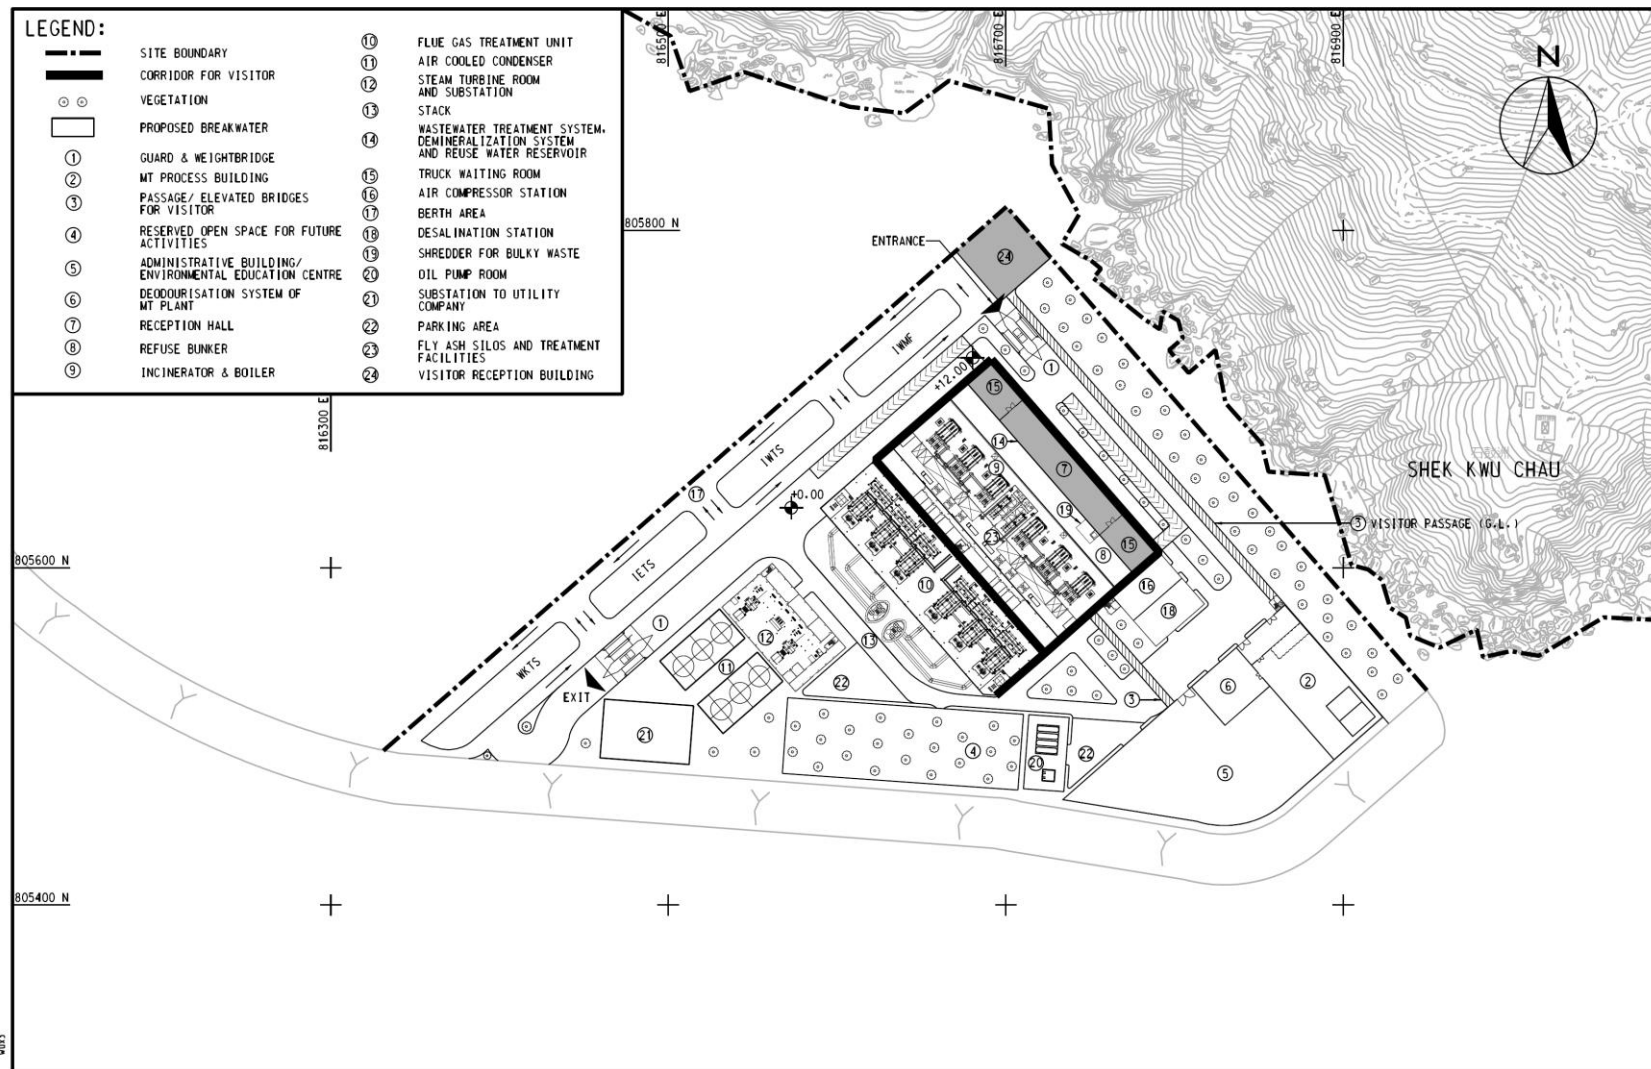 LEGEND:
SITE BOUNDARY
CORRIDOR FOR VISITOR
VEGETATION
PROPOSED BREAKWATER
1 GUARD & WEIGHTBRIDGE
2 MT PROCESS BUILDING
3 PASSAGE/ ELEVATED BRIDGES
FOR VISITOR
4 RESERVED OPEN SPACE FOR FUTURE
ACTIVITIES
5 ADMINISTRATIVE BUILDING/
ENVIRONMENTAL EDUCATION CENTRE
6 DEODOURISATION SYSTEM OF
MT PLANT
7 RECEPTION HALL
8 REFUSE BUNKER
9 INCINERATOR & BOILER
10 FLUE GAS TREATMENT UNIT
11 AIR COOLED CONDENSER
12 STEAM TURBINE ROOM
AND SUBSTATION
13 STACK
14 WASTEWATER TREATMENT SYSTEM,
DEMINERALIZATION SYSTEM
AND REUSE WATER RESERVOIR
15 TRUCK WAITING ROOM
16 AIR COMPRESSOR STATION
17 BERTH AREA
18 DESALINATION STATION
19 SHREDDER FOR BULKY WASTE
20 OIL PUMP ROOM
21 SUBSTATION TO UTILITY
COMPANY
22 PARKING AREA
23 FLY ASH SILOS AND TREATMENT
FACILITIES
24 VISITOR RECEPTION BUILDING
816500 E
816700 E
816900 E
N
805800 N
ENTRANCE
24
IWMF
1
+12.00
15
816300 E
14
7
9
IWTS
SHEK KWU CHAU
17
+0.00
19
3 VISITOR PASSAGE (G.L.)
23
15
8
805600 N
IETS
10
16
18
1
12
13
11
WKTS
22
6
2
EXIT
3
21
4
20
22
5
805400 N